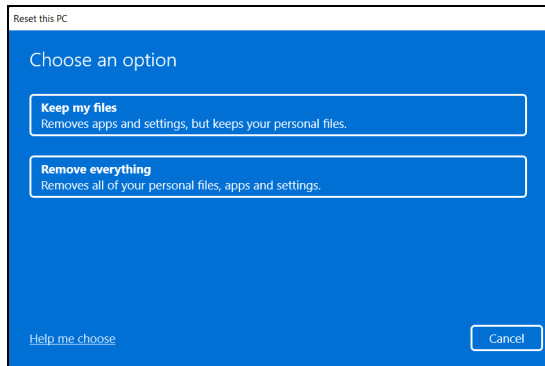 Reset this PC
Choose an option
Keep my files
Removes apps and settings, but keeps your personal files.
Remove everything
Removes all of your personal files, apps and settings.
Help me choose
Cancel